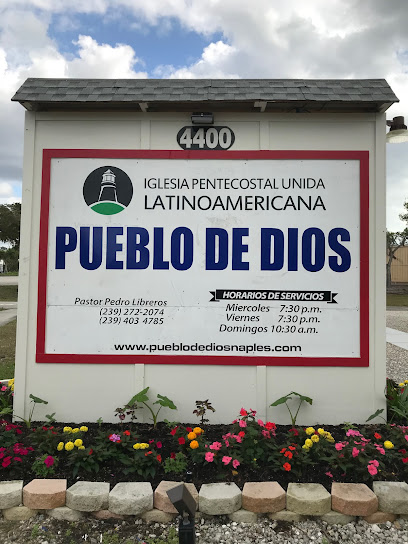 4400
IGLESIA PENTECOSTAL UNIDA
LATINOAMERICANA
PUEBLO DE DIOS
Pastor Pedro Libreros
(239) 272-2074
(239) 403 4785
HORARIOS DE SERVICIOS
Miercoles 7:30 p.m.
Viernes 7:30 p.m.
Domingos 10:30 a.m.
www.pueblodediosnaples.com